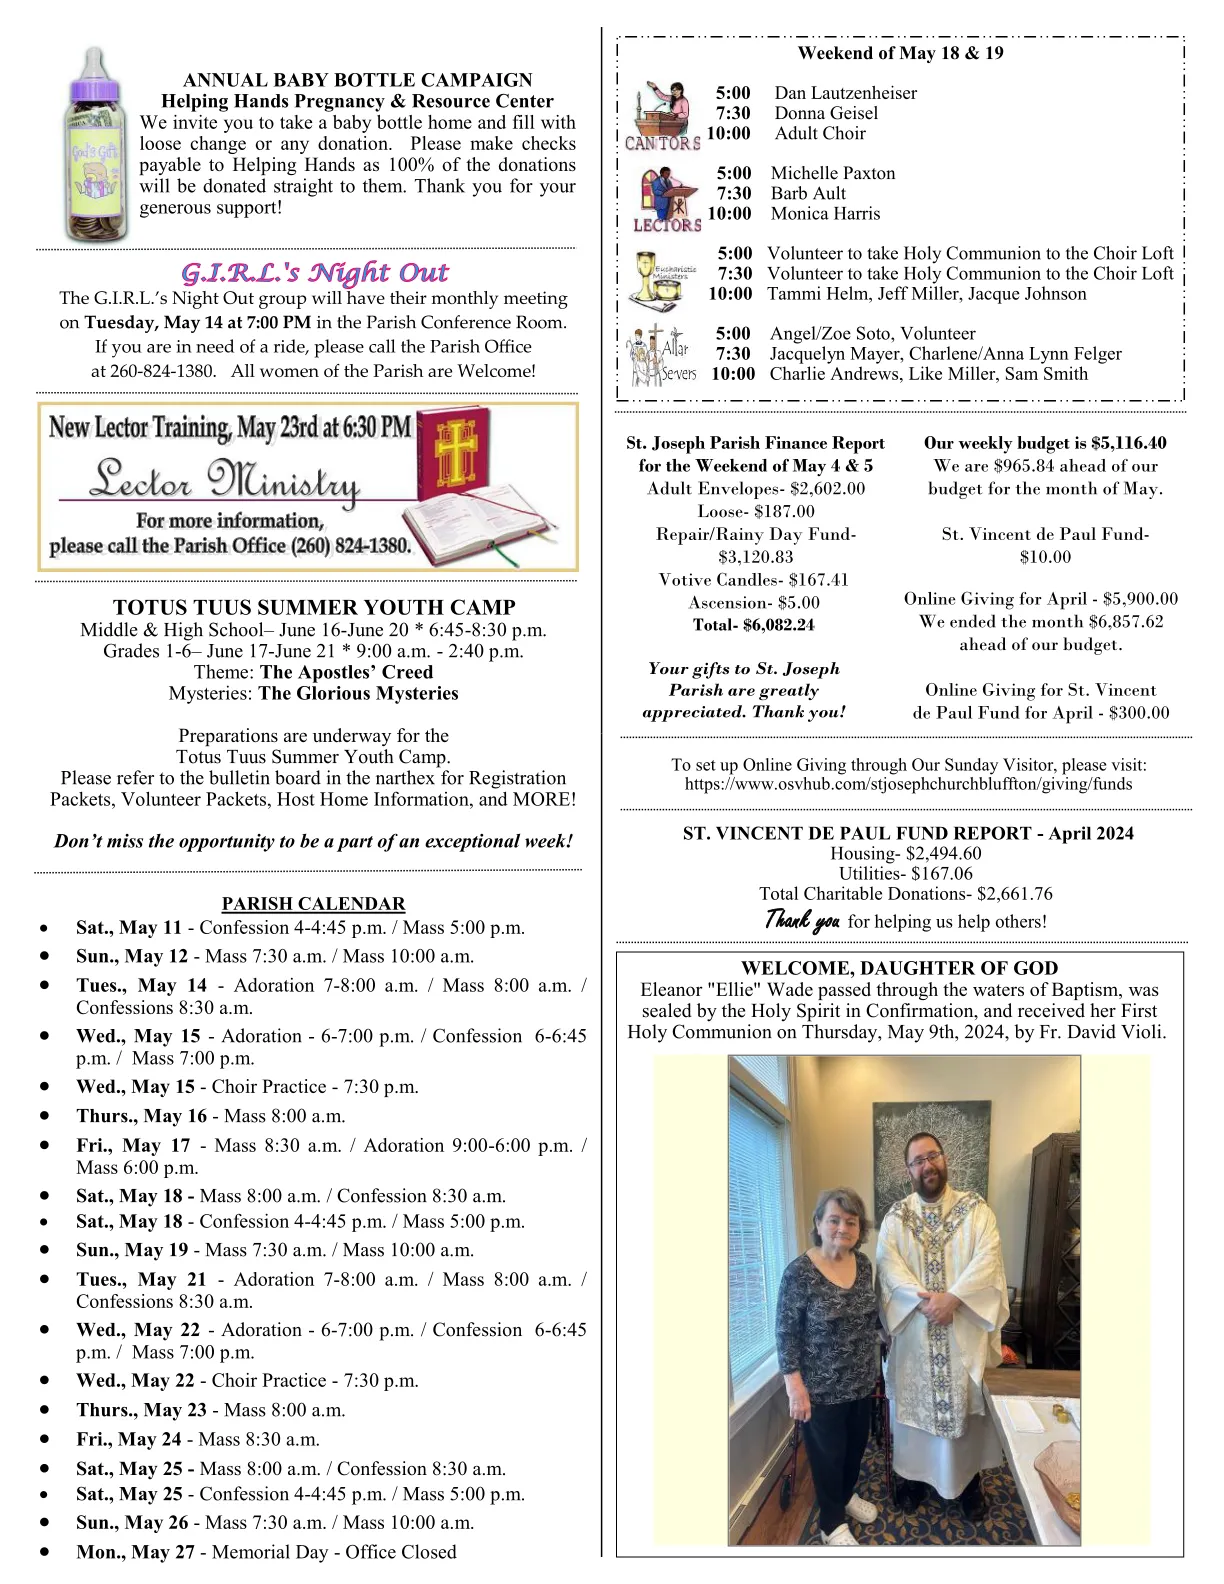 God's Gift
ANNUAL BABY BOTTLE CAMPAIGN
Helping Hands Pregnancy & Resource Center
We invite you to take a baby bottle home and fill with
loose change or any donation.  Please make checks
payable to Helping Hands as 100% of the donations
will be donated straight to them. Thank you for your
generous support!
G.I.R.L.'s Night Out
The G.I.R.L.’s Night Out group will have their monthly meeting
on Tuesday, May 14 at 7:00 PM in the Parish Conference Room.
If you are in need of a ride, please call the Parish Office
at 260-824-1380.   All women of the Parish are Welcome!
New Lector Training, May 23rd at 6:30 PM
Lector Ministry
For more information,
please call the Parish Office (260) 824-1380.
TOTUS TUUS SUMMER YOUTH CAMP
Middle & High School– June 16-June 20 * 6:45-8:30 p.m.
Grades 1-6– June 17-June 21 * 9:00 a.m. - 2:40 p.m.
Theme: The Apostles’ Creed
Mysteries: The Glorious Mysteries
Preparations are underway for the
Totus Tuus Summer Youth Camp.
Please refer to the bulletin board in the narthex for Registration
Packets, Volunteer Packets, Host Home Information, and MORE!
Don’t miss the opportunity to be a part of an exceptional week!
PARISH CALENDAR
• Sat., May 11 - Confession 4-4:45 p.m. / Mass 5:00 p.m.
• Sun., May 12 - Mass 7:30 a.m. / Mass 10:00 a.m.
• Tues., May 14 - Adoration 7-8:00 a.m. / Mass 8:00 a.m. /
Confessions 8:30 a.m.
• Wed., May 15 - Adoration - 6-7:00 p.m. / Confession  6-6:45
p.m. /  Mass 7:00 p.m.
• Wed., May 15 - Choir Practice - 7:30 p.m.
• Thurs., May 16 - Mass 8:00 a.m.
• Fri., May 17 - Mass 8:30 a.m. / Adoration 9:00-6:00 p.m. /
Mass 6:00 p.m.
• Sat., May 18 - Mass 8:00 a.m. / Confession 8:30 a.m.
• Sat., May 18 - Confession 4-4:45 p.m. / Mass 5:00 p.m.
• Sun., May 19 - Mass 7:30 a.m. / Mass 10:00 a.m.
• Tues., May 21 - Adoration 7-8:00 a.m. / Mass 8:00 a.m. /
Confessions 8:30 a.m.
• Wed., May 22 - Adoration - 6-7:00 p.m. / Confession  6-6:45
p.m. /  Mass 7:00 p.m.
• Wed., May 22 - Choir Practice - 7:30 p.m.
• Thurs., May 23 - Mass 8:00 a.m.
• Fri., May 24 - Mass 8:30 a.m.
• Sat., May 25 - Mass 8:00 a.m. / Confession 8:30 a.m.
• Sat., May 25 - Confession 4-4:45 p.m. / Mass 5:00 p.m.
• Sun., May 26 - Mass 7:30 a.m. / Mass 10:00 a.m.
• Mon., May 27 - Memorial Day - Office Closed
Weekend of May 18 & 19
CANTORS
5:00 Dan Lautzenheiser
7:30 Donna Geisel
10:00 Adult Choir
LECTORS
5:00 Michelle Paxton
7:30 Barb Ault
10:00 Monica Harris
Eucharistic
Ministers
5:00 Volunteer to take Holy Communion to the Choir Loft
7:30 Volunteer to take Holy Communion to the Choir Loft
10:00 Tammi Helm, Jeff Miller, Jacque Johnson
Altar
Servers
5:00 Angel/Zoe Soto, Volunteer
7:30 Jacquelyn Mayer, Charlene/Anna Lynn Felger
10:00 Charlie Andrews, Like Miller, Sam Smith
St. Joseph Parish Finance Report
for the Weekend of May 4 & 5
Adult Envelopes- $2,602.00
Loose- $187.00
Repair/Rainy Day Fund-
$3,120.83
Votive Candles- $167.41
Ascension- $5.00
Total- $6,082.24
Your gifts to St. Joseph
Parish are greatly
appreciated. Thank you!
Our weekly budget is $5,116.40
We are $965.84 ahead of our
budget for the month of May.
St. Vincent de Paul Fund-
$10.00
Online Giving for April - $5,900.00
We ended the month $6,857.62
ahead of our budget.
Online Giving for St. Vincent
de Paul Fund for April - $300.00
To set up Online Giving through Our Sunday Visitor, please visit:
https://www.osvhub.com/stjosephchurchbluffton/giving/funds
ST. VINCENT DE PAUL FUND REPORT - April 2024
Housing- $2,494.60
Utilities- $167.06
Total Charitable Donations- $2,661.76
Thank you for helping us help others!
WELCOME, DAUGHTER OF GOD
Eleanor "Ellie" Wade passed through the waters of Baptism, was
sealed by the Holy Spirit in Confirmation, and received her First
Holy Communion on Thursday, May 9th, 2024, by Fr. David Violi.